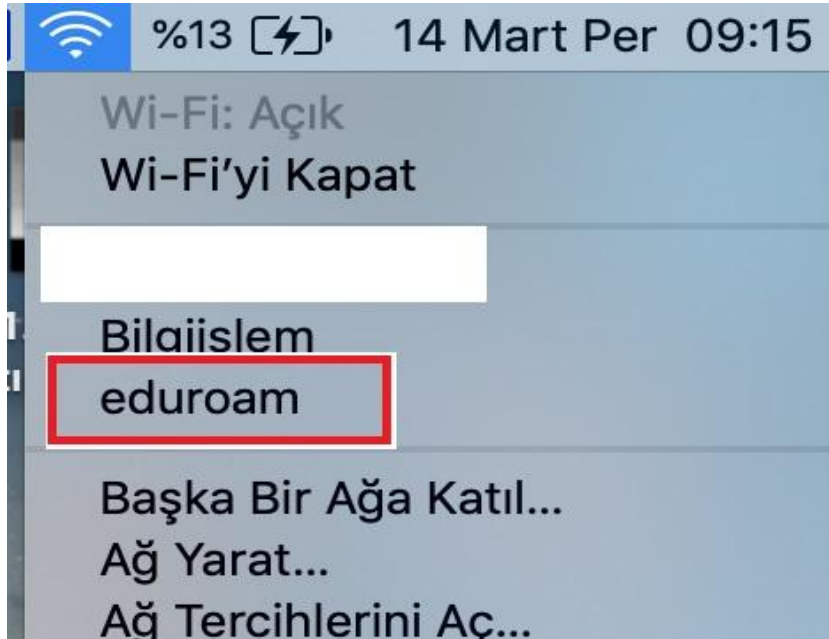 %13 14 Mart Per 09:15
Wi-Fi: Açık
Wi-Fi’yi Kapat
Bilgiislem
eduroam
Başka Bir Ağa Katıl...
Ağ Yarat...
Ağ Tercihlerini Aç...